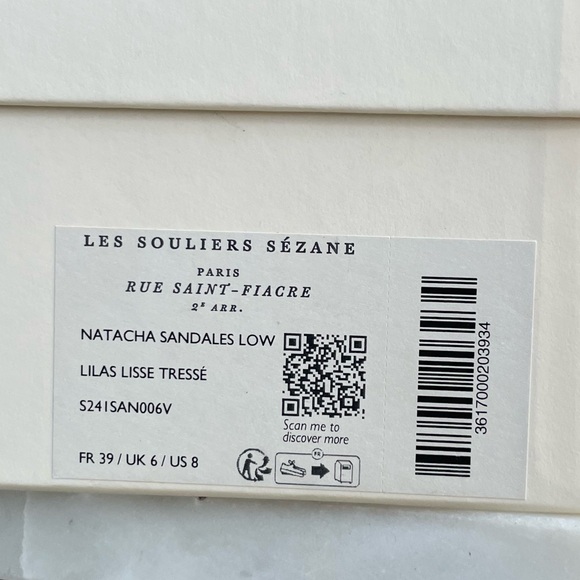 LES SOULIERS SÉZANE
PARIS
RUE SAINT-FIACRE
2E ARR.
NATACHA SANDALES LOW
LILAS LISSE TRESSÉ
S241SAN006V
Scan me to
discover more
FR
FR 39 / UK 6 / US 8
3617000203934